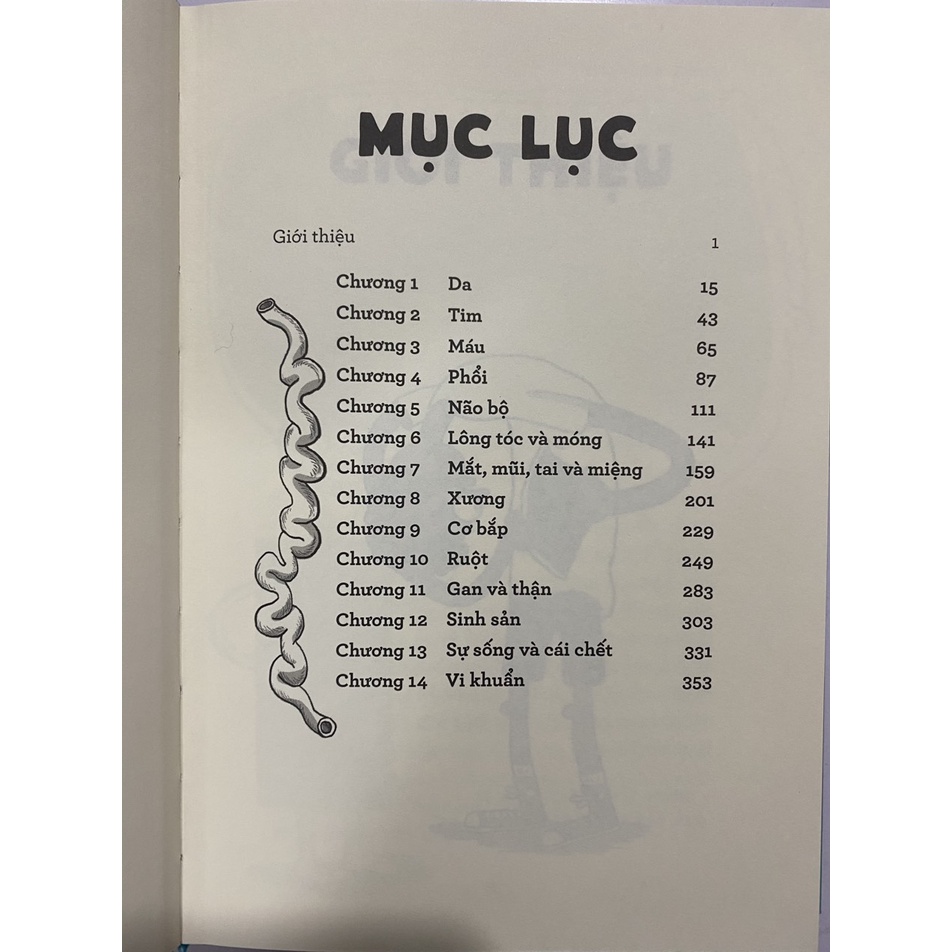 MỤC LỤC
Giới thiệu 1
Chương 1 Da 15
Chương 2 Tim 43
Chương 3 Máu 65
Chương 4 Phổi 87
Chương 5 Não bộ 111
Chương 6 Lông tóc và móng 141
Chương 7 Mắt, mũi, tai và miệng 159
Chương 8 Xương 201
Chương 9 Cơ bắp 229
Chương 10 Ruột 249
Chương 11 Gan và thận 283
Chương 12 Sinh sản 303
Chương 13 Sự sống và cái chết 331
Chương 14 Vi khuẩn 353